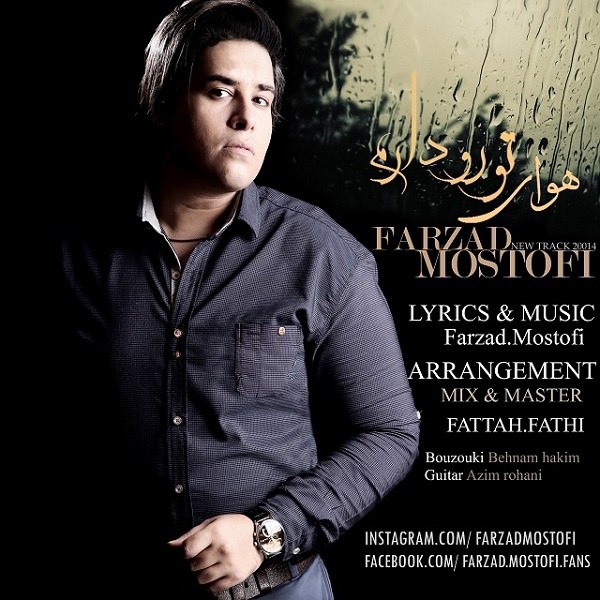 هوای تو رو دارم
FARZAD
NEW TRACK 20014
MOSTOFI
LYRICS & MUSIC
Farzad.Mostofi
ARRANGEMENT
MIX & MASTER
FATTAH.FATHI
Bouzouki Behnam hakim
Guitar Azim rohani
INSTAGRAM.COM/ FARZADMOSTOFI
FACEBOOK.COM/ FARZAD.MOSTOFI.FANS